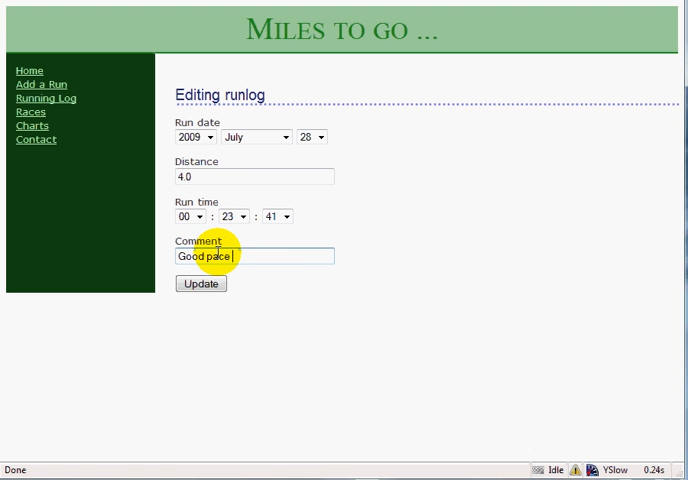 MILES TO GO ...
Home
Add a Run
Running Log
Races
Charts
Contact
Editing runlog
Run date
2009 July 28
Distance
4.0
Run time
00 : 23 : 41
Comment
Good pace
Update
Done Idle YSlow 0.24s